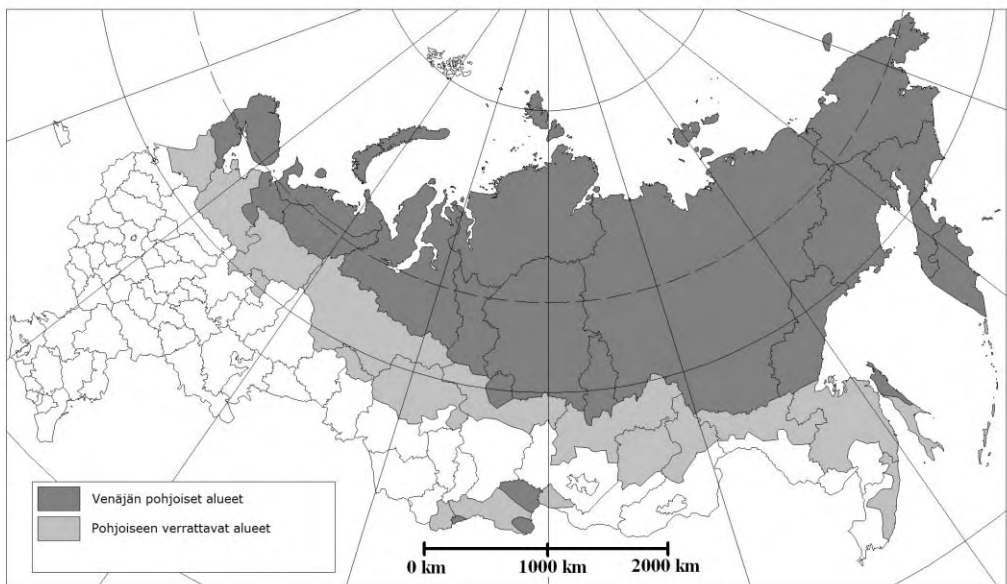 Venäjän pohjoiset alueet
Pohjoiseen verrattavat alueet
0 km 1000 km 2000 km